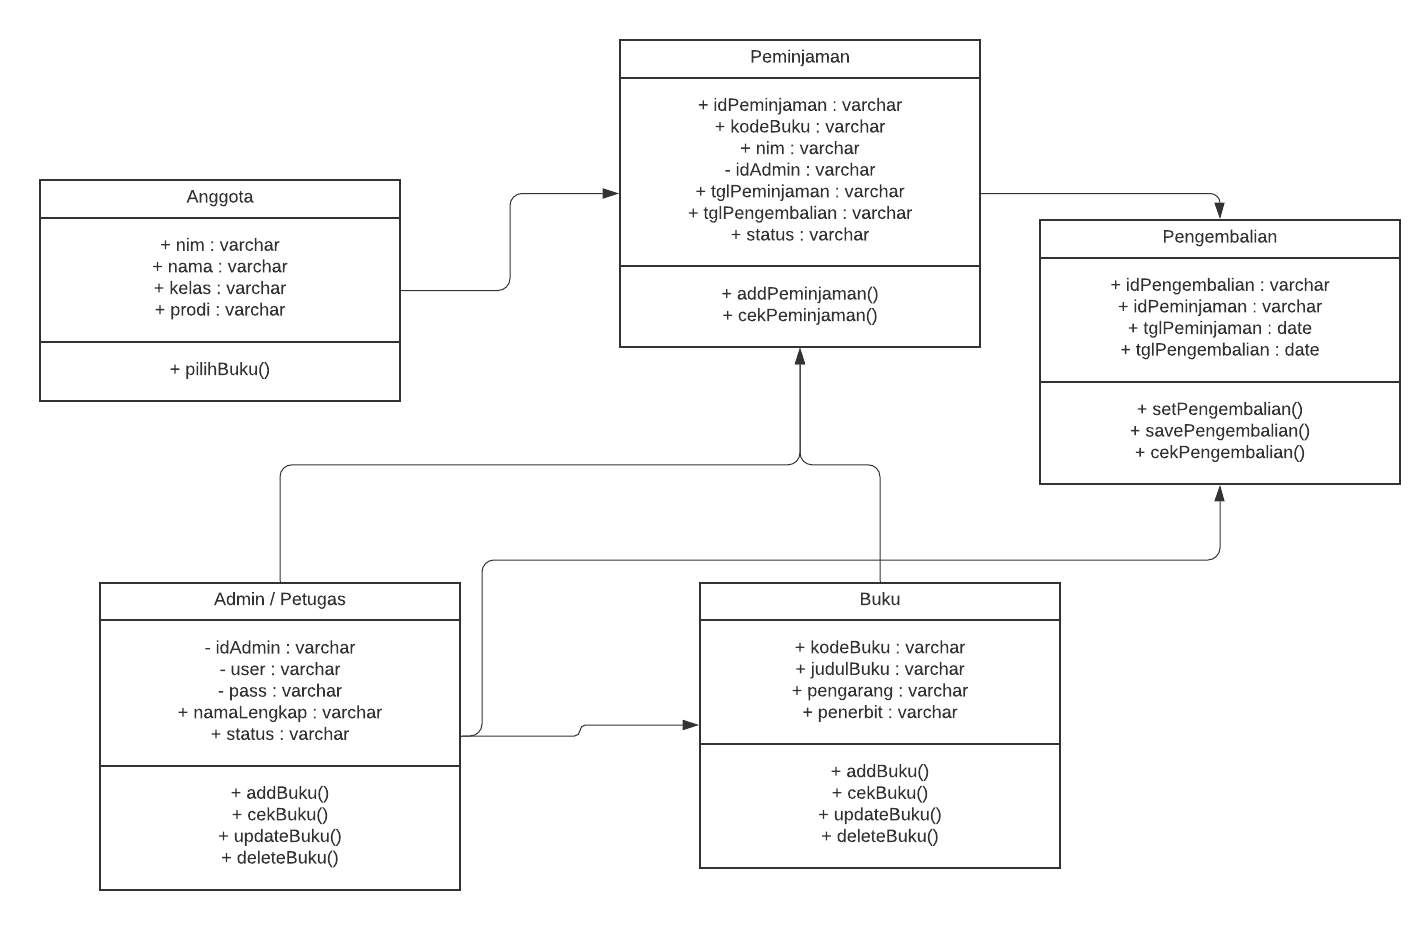 Peminjaman
+ idPeminjaman : varchar
+ kodeBuku : varchar
+ nim : varchar
- idAdmin : varchar
+ tglPeminjaman : varchar
+ tglPengembalian : varchar
+ status : varchar
+ addPeminjaman()
+ cekPeminjaman()
Anggota
+ nim : varchar
+ nama : varchar
+ kelas : varchar
+ prodi : varchar
+ pilihBuku()
Pengembalian
+ idPengembalian : varchar
+ idPeminjaman : varchar
+ tglPeminjaman : date
+ tglPengembalian : date
+ setPengembalian()
+ savePengembalian()
+ cekPengembalian()
Admin / Petugas
- idAdmin : varchar
- user : varchar
- pass : varchar
+ namaLengkap : varchar
+ status : varchar
+ addBuku()
+ cekBuku()
+ updateBuku()
+ deleteBuku()
Buku
+ kodeBuku : varchar
+ judulBuku : varchar
+ pengarang : varchar
+ penerbit : varchar
+ addBuku()
+ cekBuku()
+ updateBuku()
+ deleteBuku()